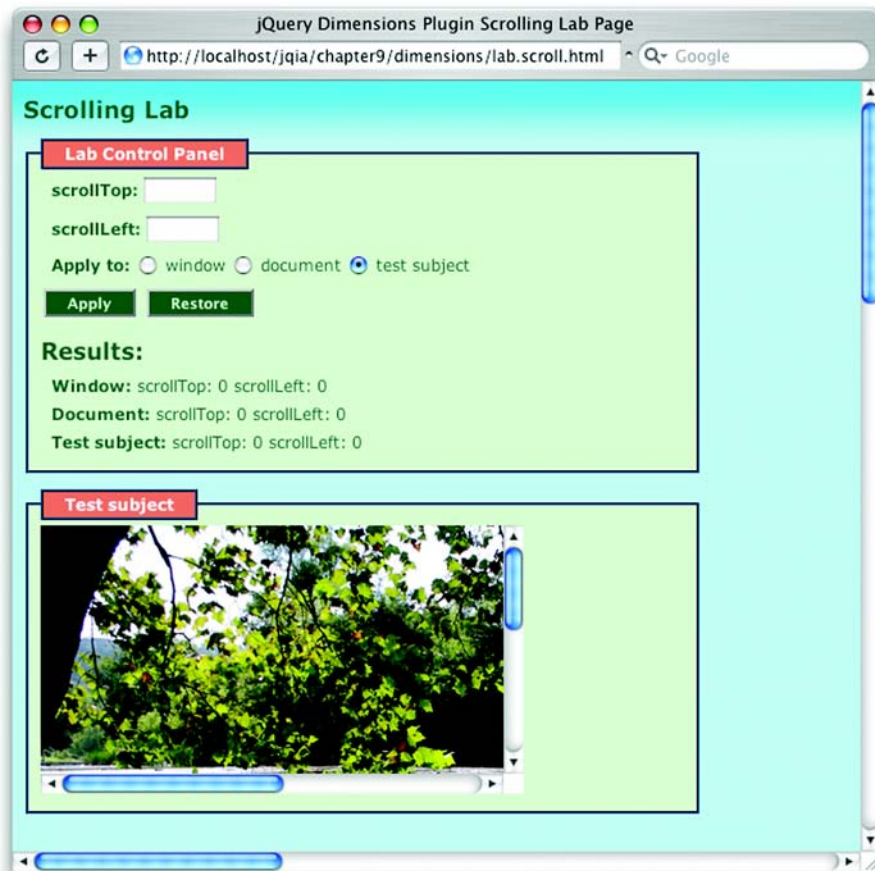 jQuery Dimensions Plugin Scrolling Lab Page
http://localhost/jqia/chapter9/dimensions/lab.scroll.html
Google
Scrolling Lab
Lab Control Panel
scrollTop:
scrollLeft:
Apply to: window document test subject
Apply Restore
Results:
Window: scrollTop: 0 scrollLeft: 0
Document: scrollTop: 0 scrollLeft: 0
Test subject: scrollTop: 0 scrollLeft: 0
Test subject